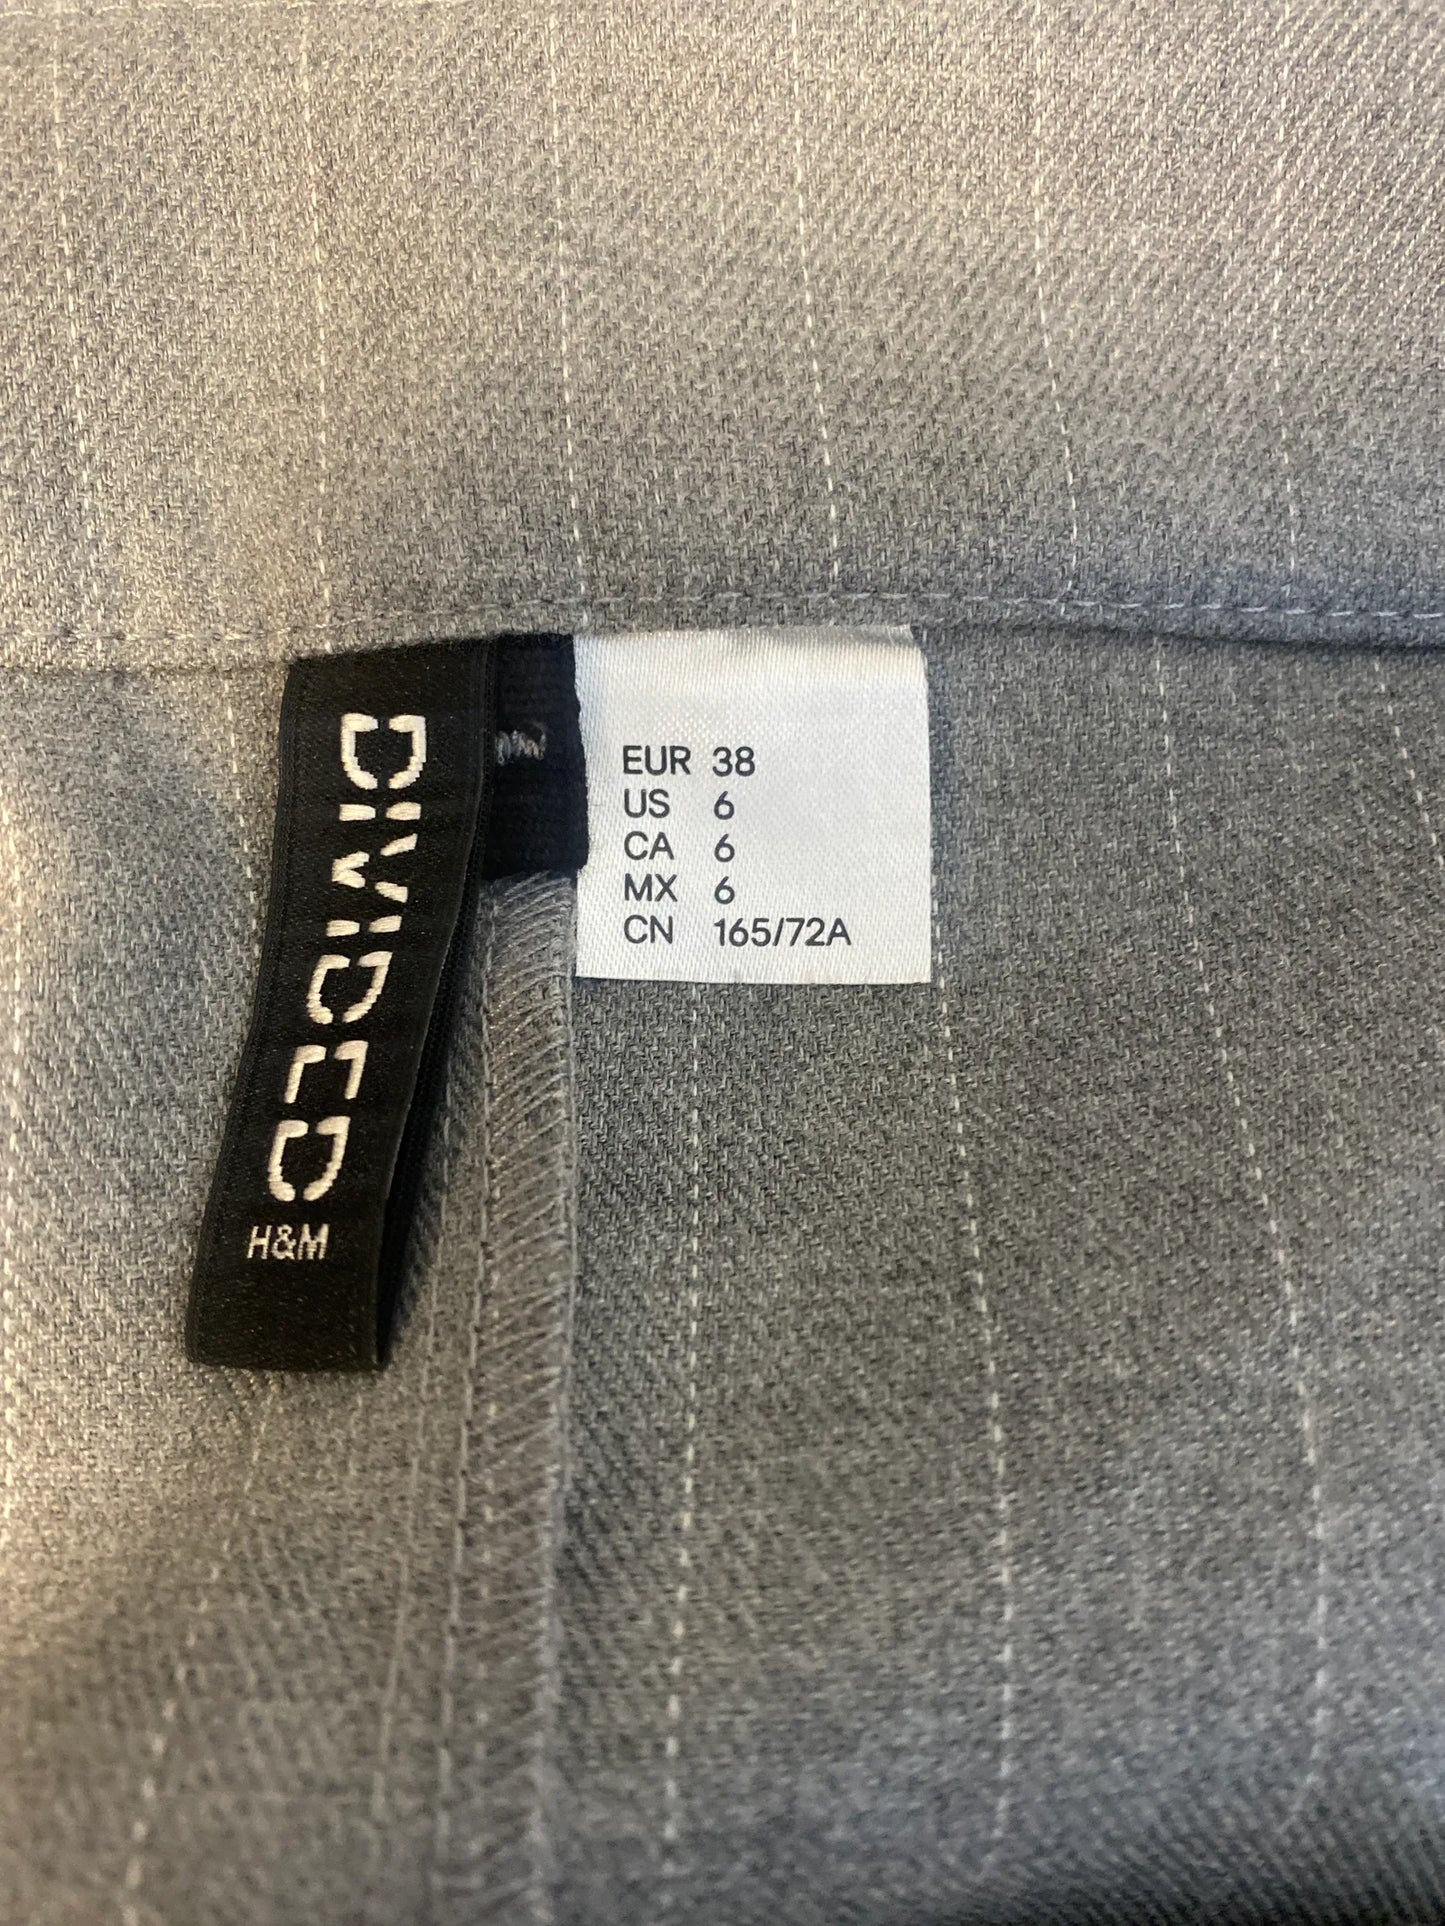 DIVIDED
H&M
EUR 38
US 6
CA 6
MX 6
CN 165/72A